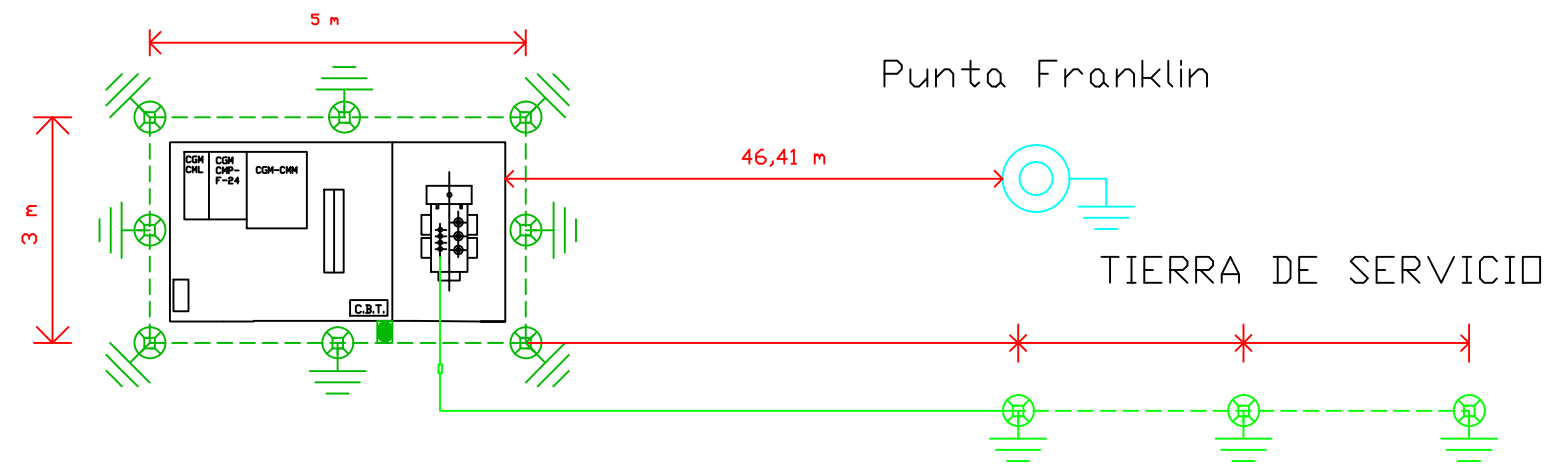 5 m
Punta Franklin
CGM
CML
CGM
CMP-
F-24
CGM-CMM
46,41 m
3 m
TIERRA DE SERVICIO
C.B.T.